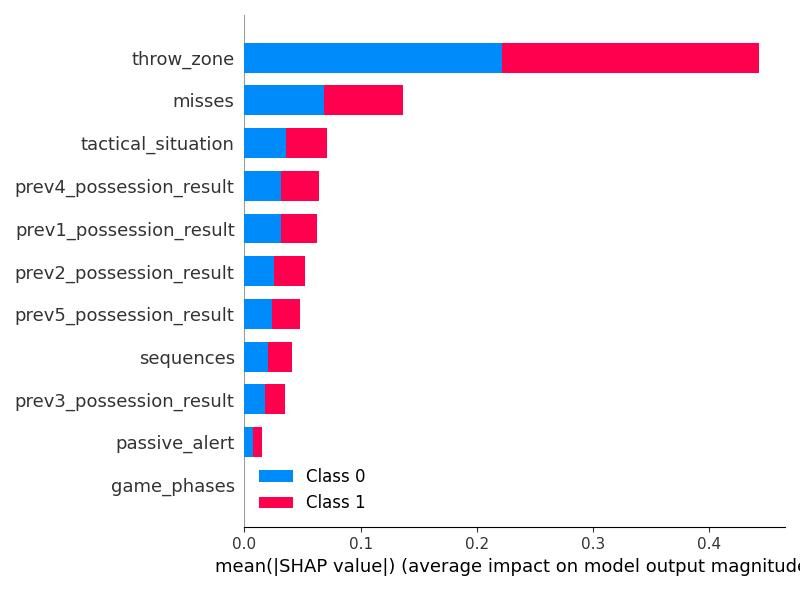 throw_zone
misses
tactical_situation
prev4_possession_result
prev1_possession_result
prev2_possession_result
prev5_possession_result
sequences
prev3_possession_result
passive_alert
game_phases
Class 0
Class 1
0.0 0.1 0.2 0.3 0.4
mean(|SHAP value|) (average impact on model output magnitude